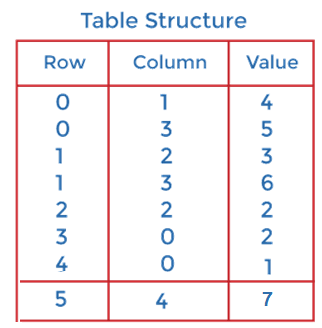 Table Structure
Row Column Value
0 1 4
0 3 5
1 2 3
1 3 6
2 2 2
3 0 2
4 0 1
5 4 7